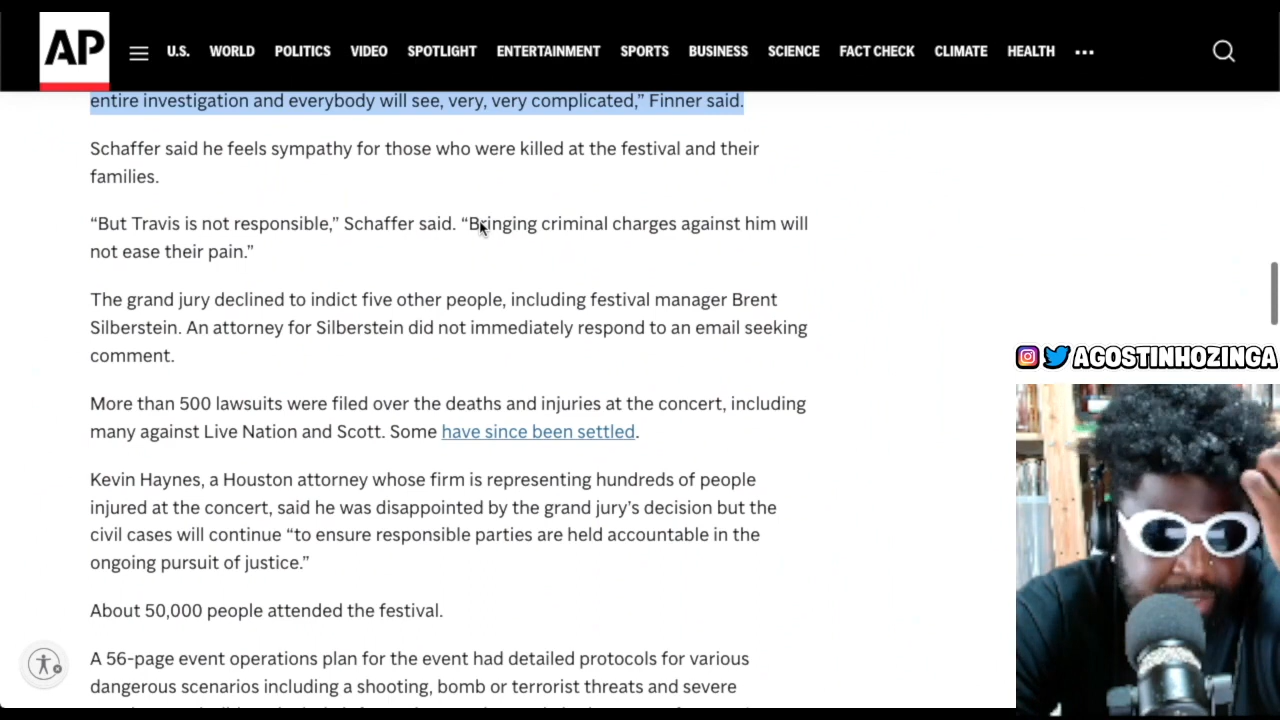 AP
U.S. WORLD POLITICS VIDEO SPOTLIGHT ENTERTAINMENT SPORTS BUSINESS SCIENCE FACT CHECK CLIMATE HEALTH •••
entire investigation and everybody will see, very, very complicated,” Finner said.
Schaffer said he feels sympathy for those who were killed at the festival and their
families.
“But Travis is not responsible,” Schaffer said. “Bringing criminal charges against him will
not ease their pain.”
The grand jury declined to indict five other people, including festival manager Brent
Silberstein. An attorney for Silberstein did not immediately respond to an email seeking
comment.
More than 500 lawsuits were filed over the deaths and injuries at the concert, including
many against Live Nation and Scott. Some have since been settled.
Kevin Haynes, a Houston attorney whose firm is representing hundreds of people
injured at the concert, said he was disappointed by the grand jury’s decision but the
civil cases will continue “to ensure responsible parties are held accountable in the
ongoing pursuit of justice.”
About 50,000 people attended the festival.
A 56-page event operations plan for the event had detailed protocols for various
dangerous scenarios including a shooting, bomb or terrorist threats and severe
AGOSTINHOZINGA